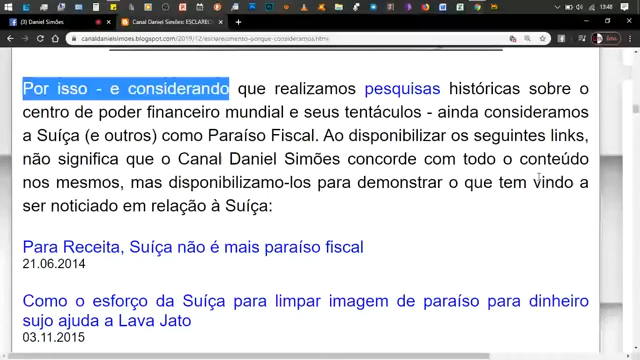 (3) Daniel Simões
Canal Daniel Simões: ESCLARE
13:48
canaldanielsimoes.blogspot.com/2019/12/esclarecimento-porque-consideramos.html
Por isso - e considerando que realizamos pesquisas históricas sobre o
centro de poder financeiro mundial e seus tentáculos - ainda consideramos
a Suíça (e outros) como Paraíso Fiscal. Ao disponibilizar os seguintes links,
não significa que o Canal Daniel Simões concorde com todo o conteúdo
nos mesmos, mas disponibilizamo-los para demonstrar o que tem vindo a
ser noticiado em relação à Suíça:
Para Receita, Suíça não é mais paraíso fiscal
21.06.2014
Como o esforço da Suíça para limpar imagem de paraíso para dinheiro
sujo ajuda a Lava Jato
03.11.2015